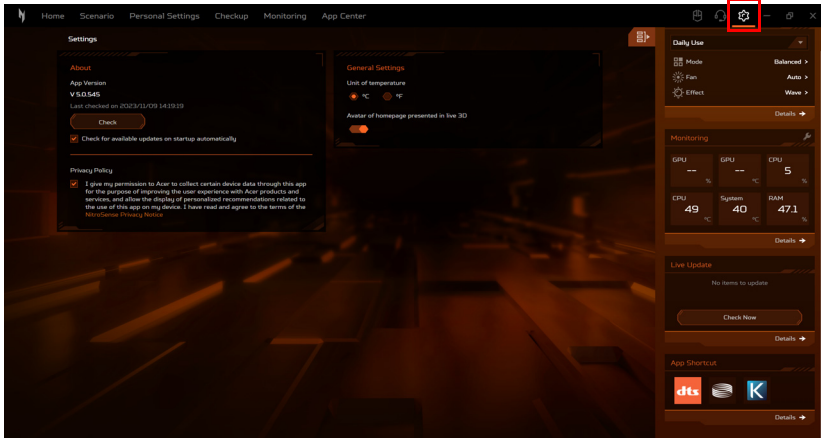 Home Scenario Personal Settings Checkup Monitoring App Center
Settings
About
App Version
V 5.0.545
Last checked on 2023/11/09 14:19:19
Check
Check for available updates on startup automatically
Privacy Policy
I give my permission to Acer to collect certain device data through this app
for the purpose of improving the user experience with Acer products and
services, and allow the display of personalized recommendations related to
the use of this app on my device. I have read and agree to the terms of the
NitroSense Privacy Notice
General Settings
Unit of temperature
°C °F
Avatar of homepage presented in live 3D
Daily Use
Mode Balanced >
Fan Auto >
Effect Wave >
Details →
Monitoring
GPU GPU CPU
-- -- 5
% °C %
CPU System RAM
49 40 47.1
°C °C %
Details →
Live Update
No items to update
Check Now
Details →
App Shortcut
dts K
Details →